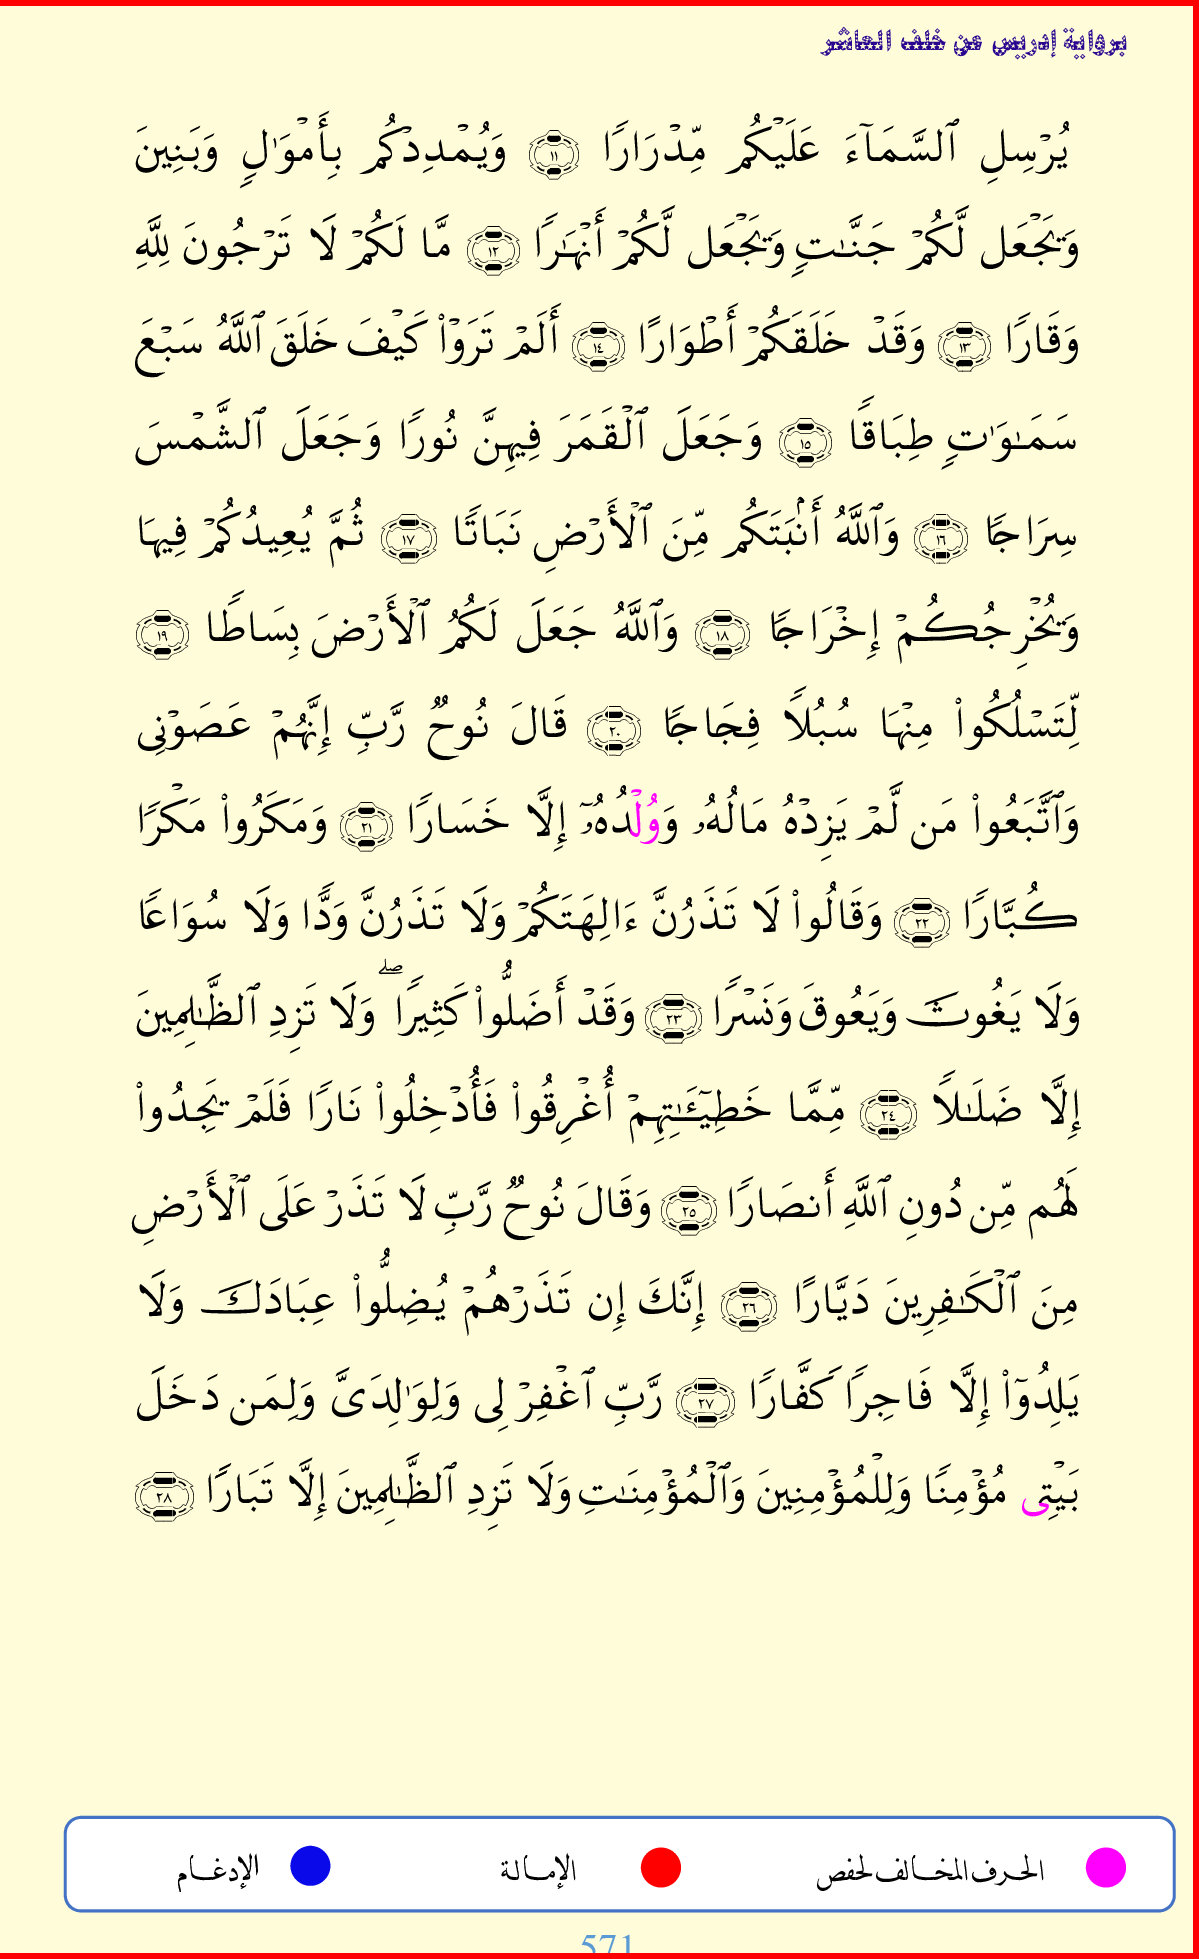 برواية إدريس عن خلف العاشر
يُرۡسِلِ ٱلسَّمَآءَ عَلَيۡكُم مِّدۡرَارٗا ١١ وَيُمۡدِدۡكُم بِأَمۡوَٰلٖ وَبَنِينَ
وَيَجۡعَل لَّكُمۡ جَنَّٰتٖ وَيَجۡعَل لَّكُمۡ أَنۡهَٰرٗا ١٢ مَّا لَكُمۡ لَا تَرۡجُونَ لِلَّهِ
وَقَارٗا ١٣ وَقَدۡ خَلَقَكُمۡ أَطۡوَارًا ١٤ أَلَمۡ تَرَوۡاْ كَيۡفَ خَلَقَ ٱللَّهُ سَبۡعَ
سَمَٰوَٰتٖ طِبَاقٗا ١٥ وَجَعَلَ ٱلۡقَمَرَ فِيهِنَّ نُورٗا وَجَعَلَ ٱلشَّمۡسَ
سِرَاجٗا ١٦ وَٱللَّهُ أَنۢبَتَكُم مِّنَ ٱلۡأَرۡضِ نَبَاتٗا ١٧ ثُمَّ يُعِيدُكُمۡ فِيهَا
وَيُخۡرِجُكُمۡ إِخۡرَاجٗا ١٨ وَٱللَّهُ جَعَلَ لَكُمُ ٱلۡأَرۡضَ بِسَاطٗا ١٩
لِّتَسۡلُكُواْ مِنۡهَا سُبُلٗا فِجَاجٗا ٢٠ قَالَ نُوحٞ رَّبِّ إِنَّهُمۡ عَصَوۡنِي
وَٱتَّبَعُواْ مَن لَّمۡ يَزِدۡهُ مَالُهُۥ وَوُلۡدُهُۥٓ إِلَّا خَسَارٗا ٢١ وَمَكَرُواْ مَكۡرٗا
كُبَّارٗا ٢٢ وَقَالُواْ لَا تَذَرُنَّ ءَالِهَتَكُمۡ وَلَا تَذَرُنَّ وَدّٗا وَلَا سُوَاعٗا
وَلَا يَغُوثَ وَيَعُوقَ وَنَسۡرٗا ٢٣ وَقَدۡ أَضَلُّواْ كَثِيرٗاۖ وَلَا تَزِدِ ٱلظَّٰلِمِينَ
إِلَّا ضَلَٰلٗا ٢٤ مِّمَّا خَطِيٓـَٰٔتِهِمۡ أُغۡرِقُواْ فَأُدۡخِلُواْ نَارٗا فَلَمۡ يَجِدُواْ
لَهُم مِّن دُونِ ٱللَّهِ أَنصَارٗا ٢٥ وَقَالَ نُوحٞ رَّبِّ لَا تَذَرۡ عَلَى ٱلۡأَرۡضِ
مِنَ ٱلۡكَٰفِرِينَ دَيَّارًا ٢٦ إِنَّكَ إِن تَذَرۡهُمۡ يُضِلُّواْ عِبَادَكَ وَلَا
يَلِدُوٓاْ إِلَّا فَاجِرٗا كَفَّارٗا ٢٧ رَّبِّ ٱغۡفِرۡ لِي وَلِوَٰلِدَيَّ وَلِمَن دَخَلَ
بَيۡتِي مُؤۡمِنٗا وَلِلۡمُؤۡمِنِينَ وَٱلۡمُؤۡمِنَٰتِ وَلَا تَزِدِ ٱلظَّٰلِمِينَ إِلَّا تَبَارَۢا ٢٨
الحرف المخالف لحفص الإمالة الإدغام
571